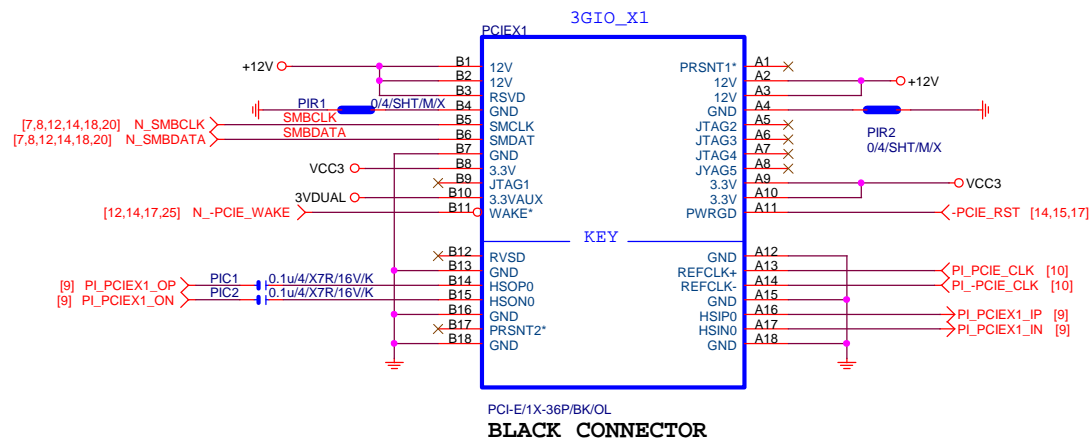 3GIO_X1
PCIEX1
+12V B1 12V PRSNT1* A1
B2 12V 12V A2 +12V
B3 RSVD 12V A3
PIR1 0/4/SHT/M/X B4 GND GND A4
[7,8,12,14,18,20] N_SMBCLK SMBCLK B5 SMCLK JTAG2 A5
[7,8,12,14,18,20] N_SMBDATA SMBDATA B6 SMDAT JTAG3 A6 PIR2
B7 GND JTAG4 A7 0/4/SHT/M/X
VCC3 B8 3.3V JYAG5 A8
B9 JTAG1 3.3V A9 VCC3
3VDUAL B10 3.3VAUX 3.3V A10
[12,14,17,25] N_-PCIE_WAKE B11 WAKE* PWRGD A11 -PCIE_RST [14,15,17]
KEY
B12 RVSD GND A12
B13 GND REFCLK+ A13 PI_PCIE_CLK [10]
[9] PI_PCIEX1_OP PIC1 0.1u/4/X7R/16V/K B14 HSOP0 REFCLK- A14 PI_-PCIE_CLK [10]
[9] PI_PCIEX1_ON PIC2 0.1u/4/X7R/16V/K B15 HSON0 GND A15
B16 GND HSIP0 A16 PI_PCIEX1_IP [9]
B17 PRSNT2* HSIN0 A17 PI_PCIEX1_IN [9]
B18 GND GND A18
PCI-E/1X-36P/BK/OL
BLACK CONNECTOR